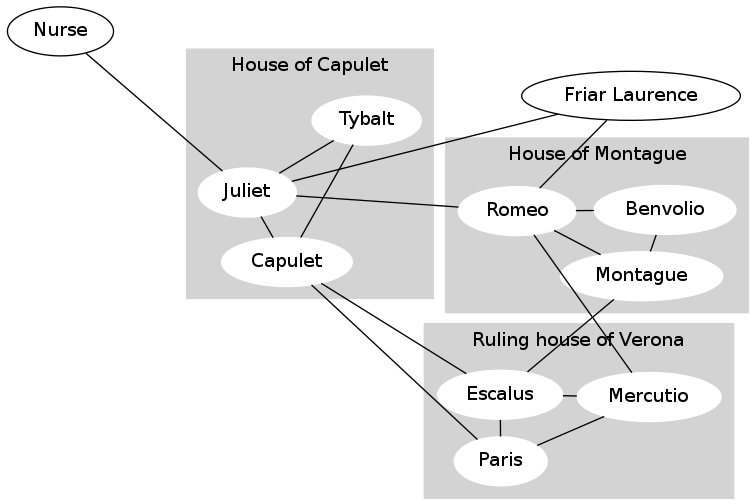 Nurse
House of Capulet
Tybalt
Juliet
Capulet
Friar Laurence
House of Montague
Romeo
Benvolio
Montague
Ruling house of Verona
Escalus
Mercutio
Paris